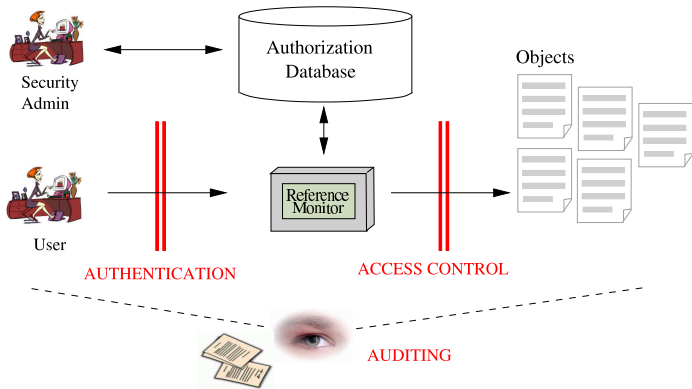 Authorization
Database
Objects
Security
Admin
Reference
Monitor
User
AUTHENTICATION
ACCESS CONTROL
AUDITING